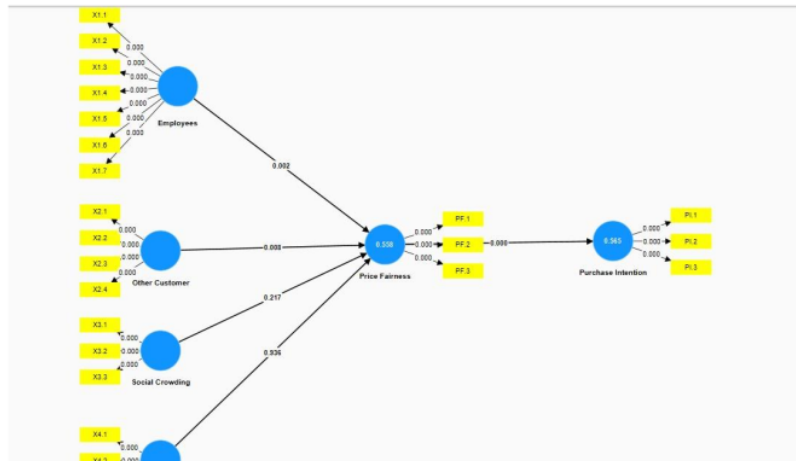 X1.1
X1.2
0.000
X1.3
0.000
0.000
X1.4
0.000
0.000
X1.5
0.000
Employees
0.000
X1.6
X1.7
0.002
X2.1
0.000
X2.2
0.000
0.000
X2.3
0.000
X2.4
Other Customer
0.008
0.558
Price Fairness
PF.1
0.000
PF.2
0.000
0.000
PF.3
0.000
0.565
Purchase Intention
PI.1
0.000
PI.2
0.000
0.000
PI.3
0.217
X3.1
0.000
X3.2
0.000
0.000
X3.3
Social Crowding
0.936
X4.1
0.000
X4.2
0.000